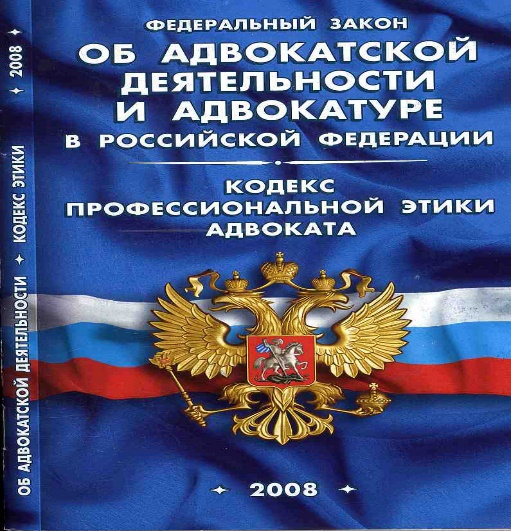 ФЕДЕРАЛЬНЫЙ ЗАКОН
ОБ АДВОКАТСКОЙ
ДЕЯТЕЛЬНОСТИ
И АДВОКАТУРЕ
В РОССИЙСКОЙ ФЕДЕРАЦИИ
КОДЕКС
ПРОФЕССИОНАЛЬНОЙ ЭТИКИ
АДВОКАТА
2008
ОБ АДВОКАТСКОЙ ДЕЯТЕЛЬНОСТИ КОДЕКС ЭТИКИ 2008